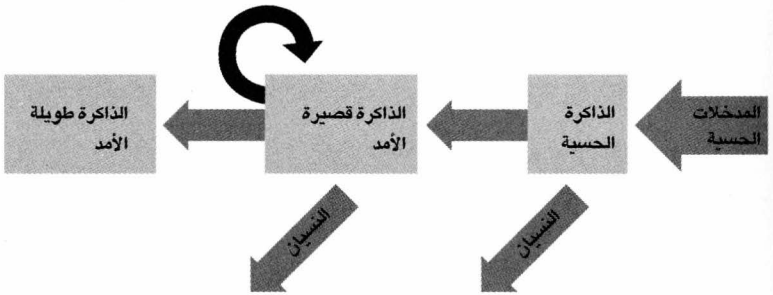 المدخلات
الحسية
الذاكرة
الحسية
الذاكرة قصيرة
الأمد
الذاكرة طويلة
الأمد
النسيان
النسيان